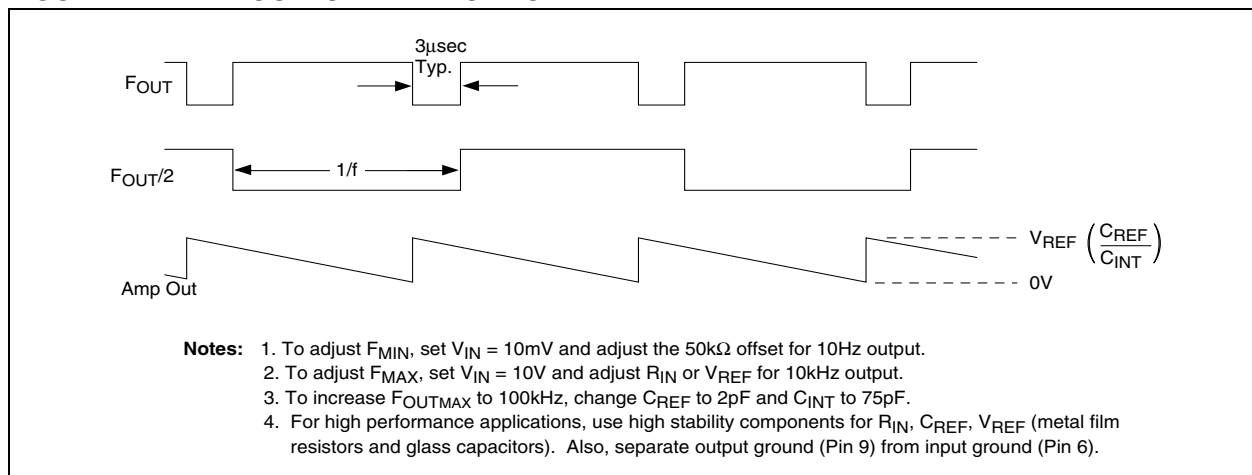 3µsec
Typ.
FOUT
1/f
FOUT/2
VREF (CREF/CINT)
Amp Out
0V
Notes: 1. To adjust FMIN, set VIN = 10mV and adjust the 50kΩ offset for 10Hz output.
2. To adjust FMAX, set VIN = 10V and adjust RIN or VREF for 10kHz output.
3. To increase FOUTMAX to 100kHz, change CREF to 2pF and CINT to 75pF.
4. For high performance applications, use high stability components for RIN, CREF, VREF (metal film
resistors and glass capacitors). Also, separate output ground (Pin 9) from input ground (Pin 6).